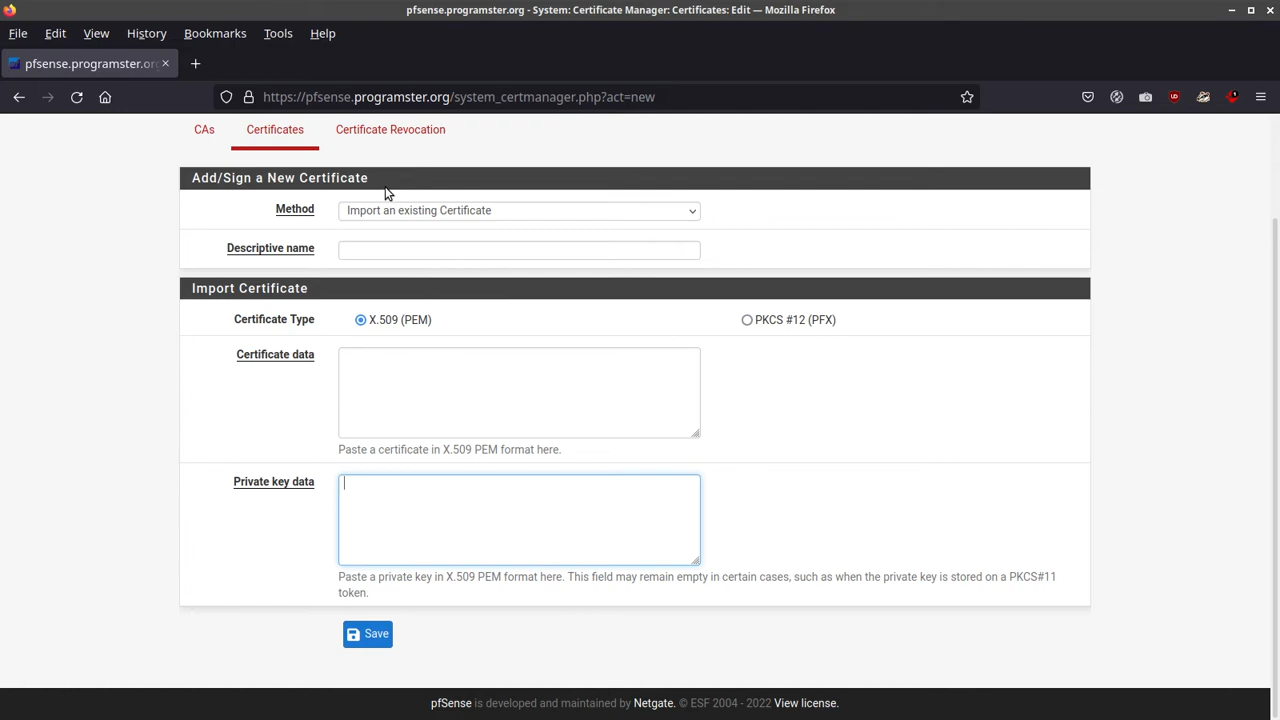 pfsense.programster.org - System: Certificate Manager: Certificates: Edit — Mozilla Firefox
File Edit View History Bookmarks Tools Help
pfsense.programster.org
https://pfsense.programster.org/system_certmanager.php?act=new
CAs Certificates Certificate Revocation
Add/Sign a New Certificate
Method Import an existing Certificate
Descriptive name
Import Certificate
Certificate Type X.509 (PEM) PKCS #12 (PFX)
Certificate data
Paste a certificate in X.509 PEM format here.
Private key data
Paste a private key in X.509 PEM format here. This field may remain empty in certain cases, such as when the private key is stored on a PKCS#11
token.
Save
pfSense is developed and maintained by Netgate. © ESF 2004 - 2022 View license.